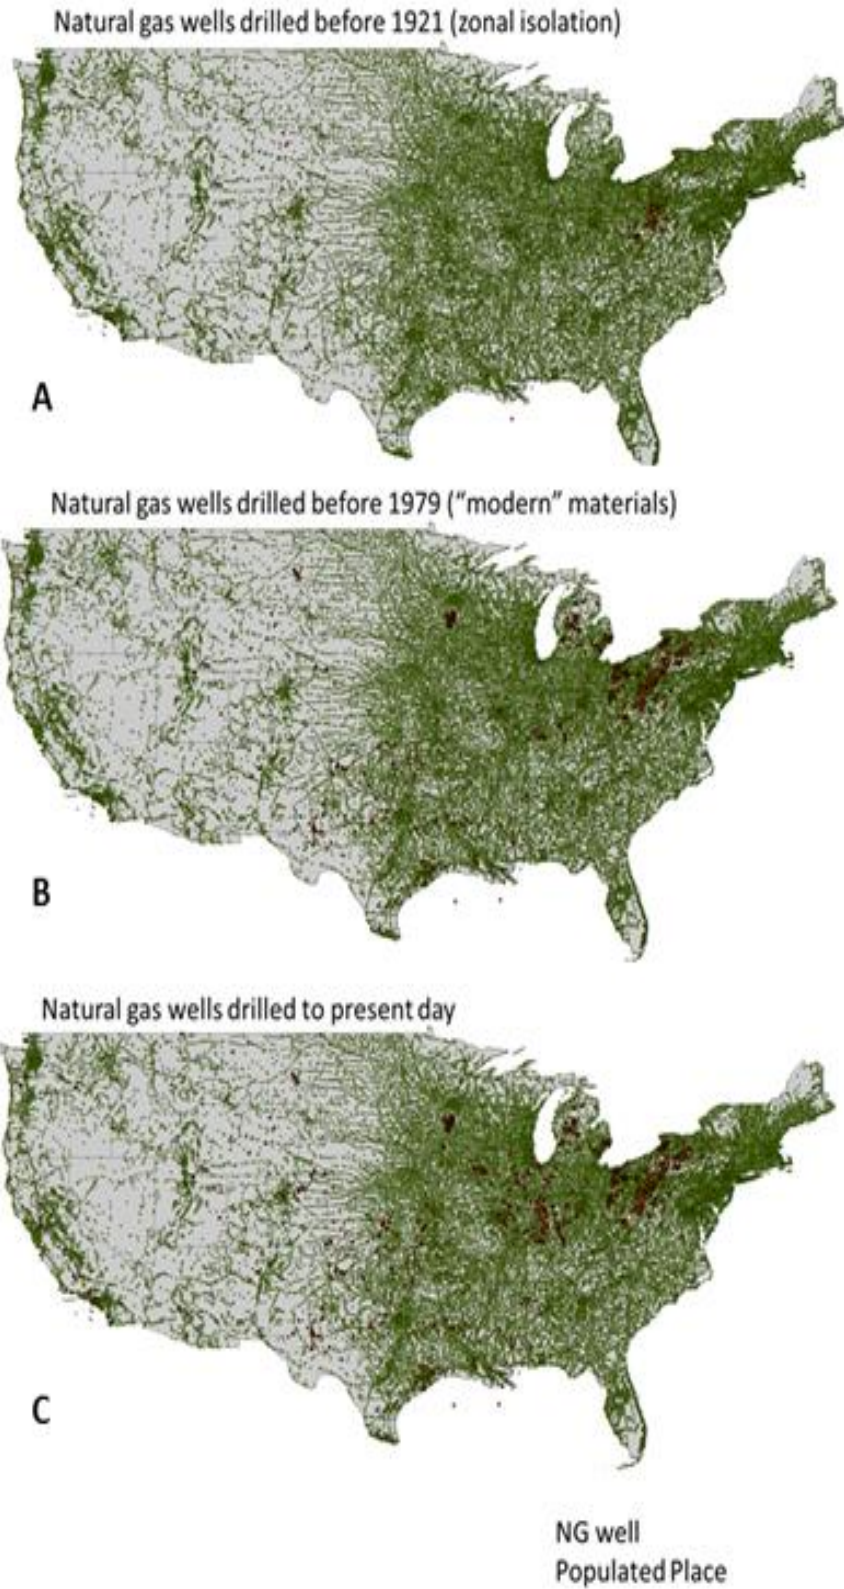 Natural gas wells drilled before 1921 (zonal isolation)
A
Natural gas wells drilled before 1979 (“modern” materials)
B
Natural gas wells drilled to present day
C
NG well
Populated Place